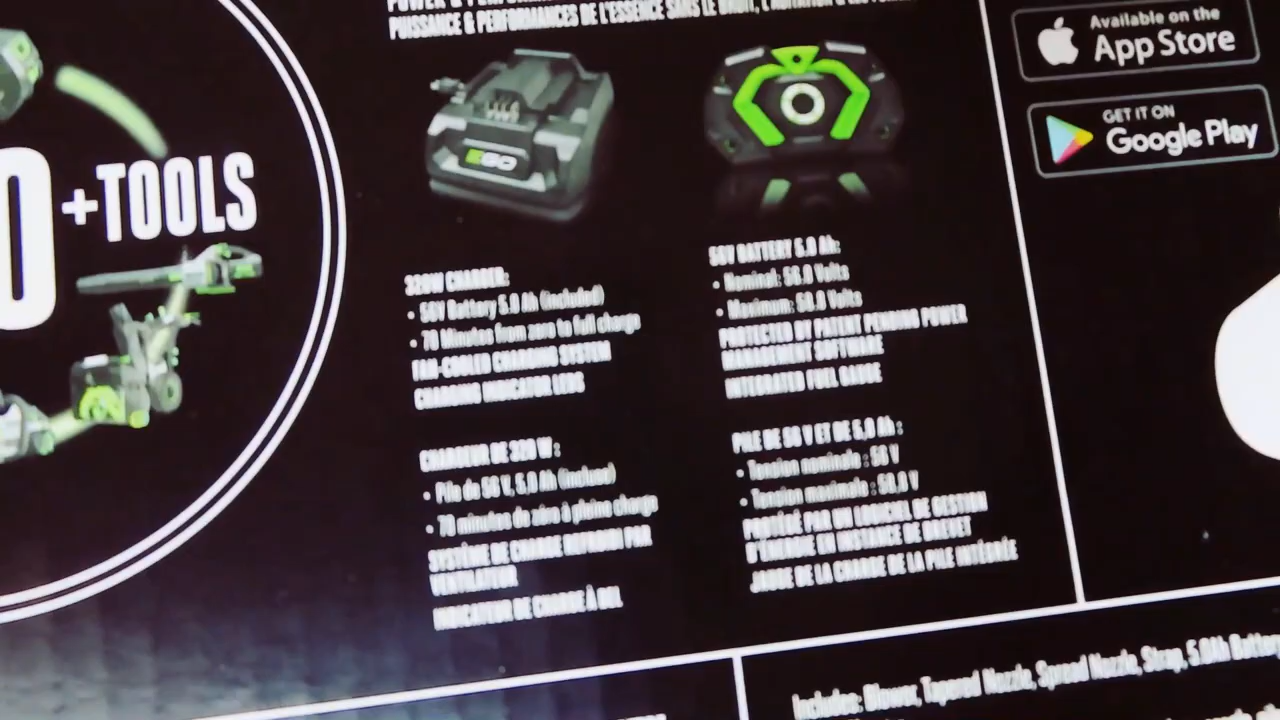 PUISSANCE & PERFORMANCES DE L'ESSENCE SANS LE BRUIT, L'AGITATION &
Available on the
App Store
GET IT ON
Google Play
0 +TOOLS
EGO
320W CHARGER:
• 56V Battery 5.0 Ah (included)
• 70 Minutes from zero to full charge
FAN-COOLED CHARGING SYSTEM
CHARGING INDICATOR LEDS
56V BATTERY 5.0 Ah:
• Nominal: 56.0 Volts
• Maximum: 58.8 Volts
PROTECTED BY PATENT PENDING POWER
MANAGEMENT SOFTWARE
INTEGRATED FUEL GAUGE
CHARGEUR DE 320 W :
• Pile de 56 V, 5,0 Ah (incluse)
• 70 minutes de zéro à pleine charge
SYSTÈME DE CHARGE REFROIDI PAR
VENTILATEUR
INDICATEUR DE CHARGE À DEL
PILE DE 56 V ET DE 5,0 Ah :
• Tension nominale : 56 V
• Tension maximale : 58,8 V
PROTÉGÉ PAR UN LOGICIEL DE GESTION
D'ÉNERGIE EN INSTANCE DE BREVET
JAUGE DE LA CHARGE DE LA PILE INTÉGRÉE
Includes: Blower, Tapered Nozzle, Spread Nozzle, Strap, 5.0Ah Battery